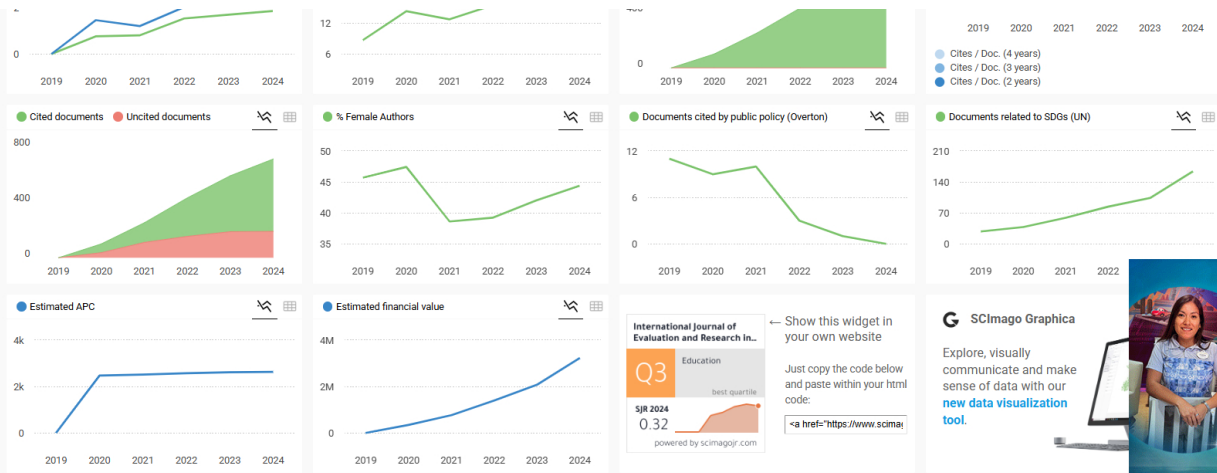 2
0
2019 2020 2021 2022 2023 2024
12
6
2019 2020 2021 2022 2023 2024
0
2019 2020 2021 2022 2023 2024
2019 2020 2021 2022 2023 2024
Cites / Doc. (4 years)
Cites / Doc. (3 years)
Cites / Doc. (2 years)
Cited documents Uncited documents
800
400
0
2019 2020 2021 2022 2023 2024
% Female Authors
50
45
40
35
2019 2020 2021 2022 2023 2024
Documents cited by public policy (Overton)
12
6
0
2019 2020 2021 2022 2023 2024
Documents related to SDGs (UN)
210
140
70
0
2019 2020 2021 2022
Estimated APC
4k
2k
0
2019 2020 2021 2022 2023 2024
Estimated financial value
4M
2M
0
2019 2020 2021 2022 2023 2024
International Journal of
Evaluation and Research in...
Q3
Education
best quartile
SJR 2024
0.32
powered by scimagojr.com
← Show this widget in
your own website
Just copy the code below
and paste within your html
code:
<a href="https://www.scimag
SCImago Graphica
Explore, visually
communicate and make
sense of data with our
new data visualization
tool.